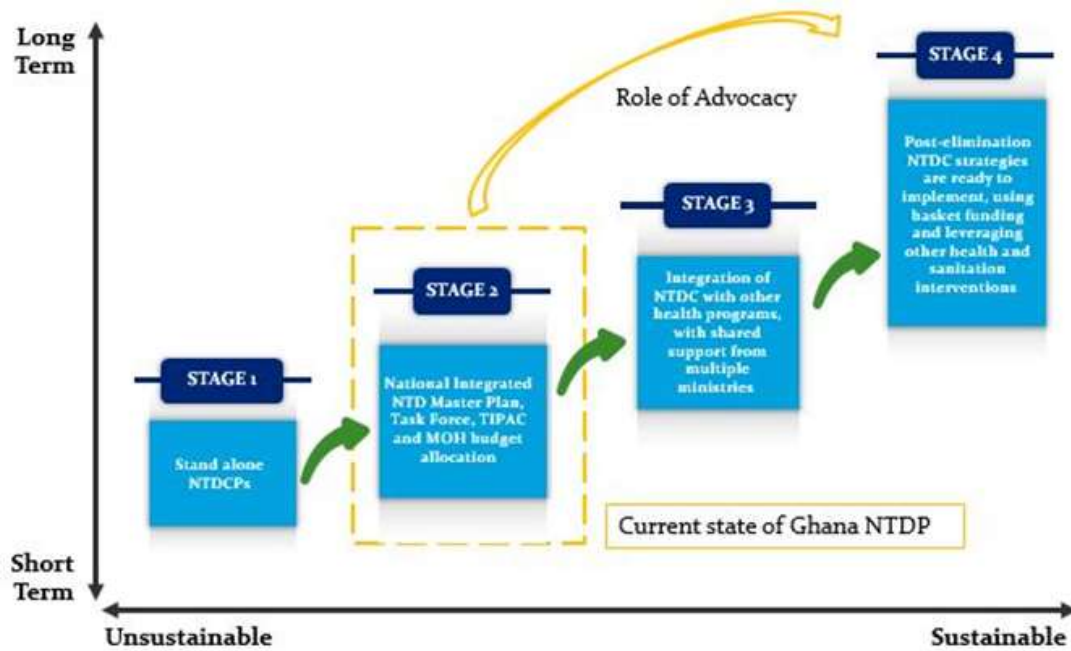 Long
Term
STAGE 4
Role of Advocacy
Post-elimination
NTDC strategies
are ready to
implement, using
basket funding
and leveraging
other health and
sanitation
interventions
STAGE 3
Integration of
NTDC with other
health programs,
with shared
support from
multiple
ministries
STAGE 2
National Integrated
NTD Master Plan,
Task Force, TIPAC
and MOH budget
allocation
STAGE 1
Stand alone
NTDCPs
Current state of Ghana NTDP
Short
Term
Unsustainable
Sustainable